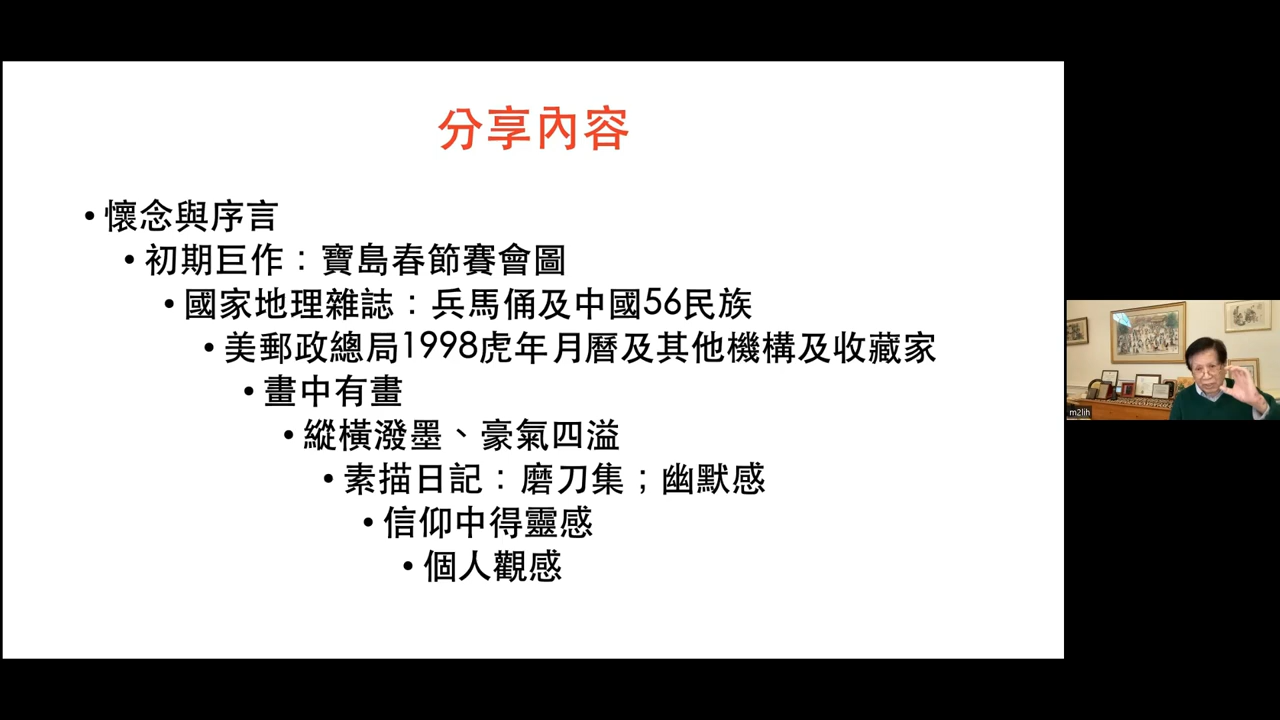 分享內容
• 懷念與序言
• 初期巨作：寶島春節賽會圖
• 國家地理雜誌：兵馬俑及中國56民族
• 美郵政總局1998虎年月曆及其他機構及收藏家
• 畫中有畫
• 縱橫潑墨、豪氣四溢
• 素描日記：磨刀集；幽默感
• 信仰中得靈感
• 個人觀感
m2lih